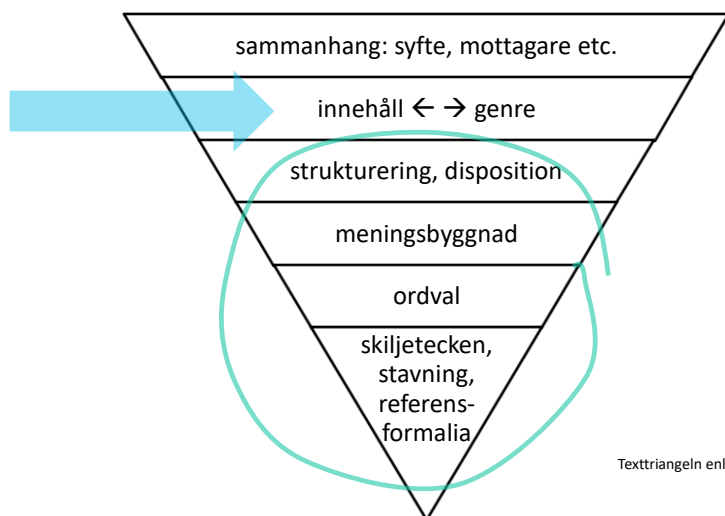 sammanhang: syfte, mottagare etc.
innehåll ← → genre
strukturering, disposition
meningsbyggnad
ordval
skiljetecken,
stavning,
referens-
formalia
Texttriangeln enl